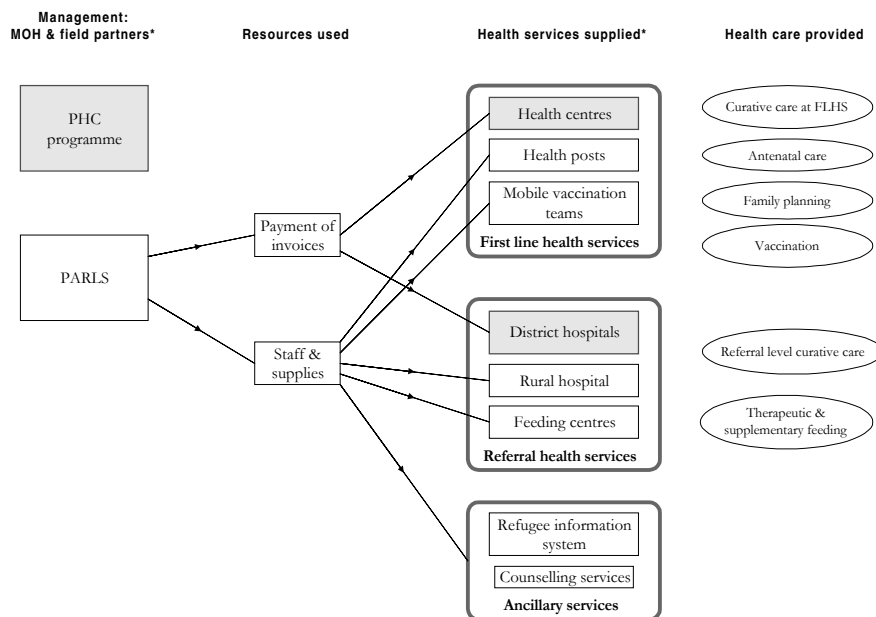 Management:
MOH & field partners*
Resources used
Health services supplied*
Health care provided
PHC
programme
PARLS
Payment of
invoices
Staff &
supplies
Health centres
Health posts
Mobile vaccination
teams
First line health services
District hospitals
Rural hospital
Feeding centres
Referral health services
Refugee information
system
Counselling services
Ancillary services
Curative care at FLHS
Antenatal care
Family planning
Vaccination
Referral level curative care
Therapeutic &
supplementary feeding